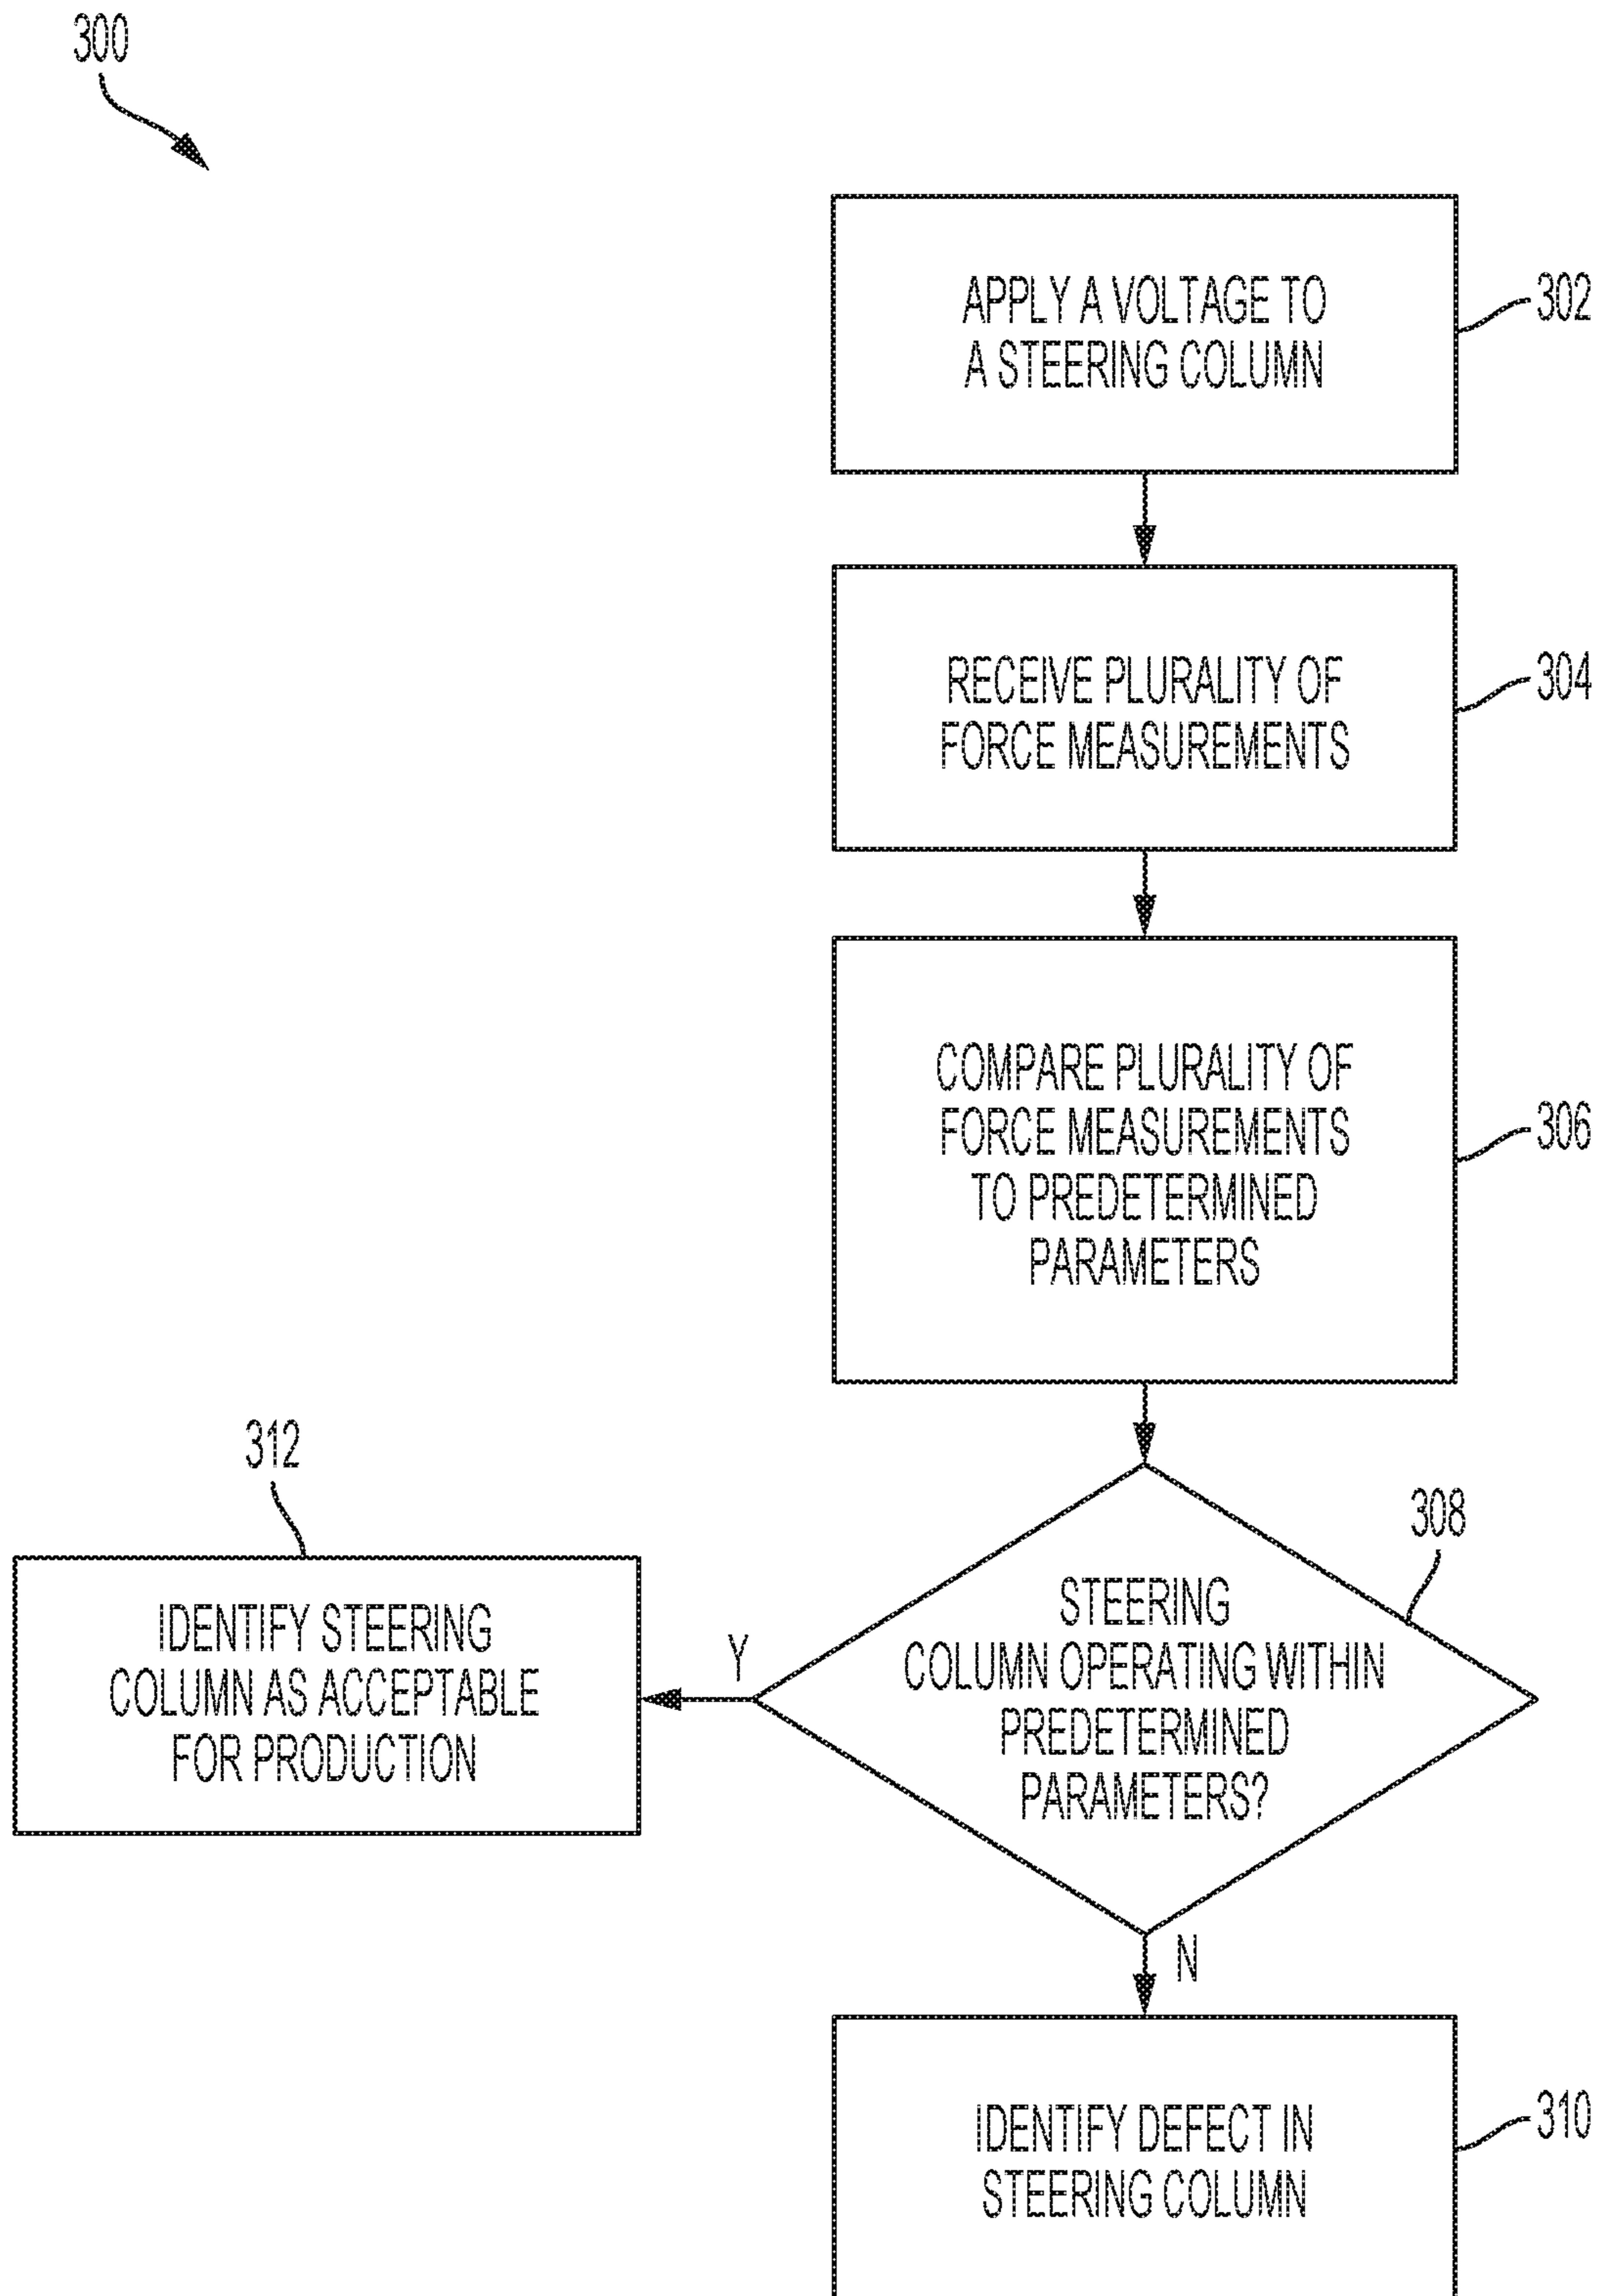 300
APPLY A VOLTAGE TO
A STEERING COLUMN
302
RECEIVE PLURALITY OF
FORCE MEASUREMENTS
304
COMPARE PLURALITY OF
FORCE MEASUREMENTS
TO PREDETERMINED
PARAMETERS
306
308
STEERING
COLUMN OPERATING WITHIN
PREDETERMINED
PARAMETERS?
Y
312
IDENTIFY STEERING
COLUMN AS ACCEPTABLE
FOR PRODUCTION
N
IDENTIFY DEFECT IN
STEERING COLUMN
310